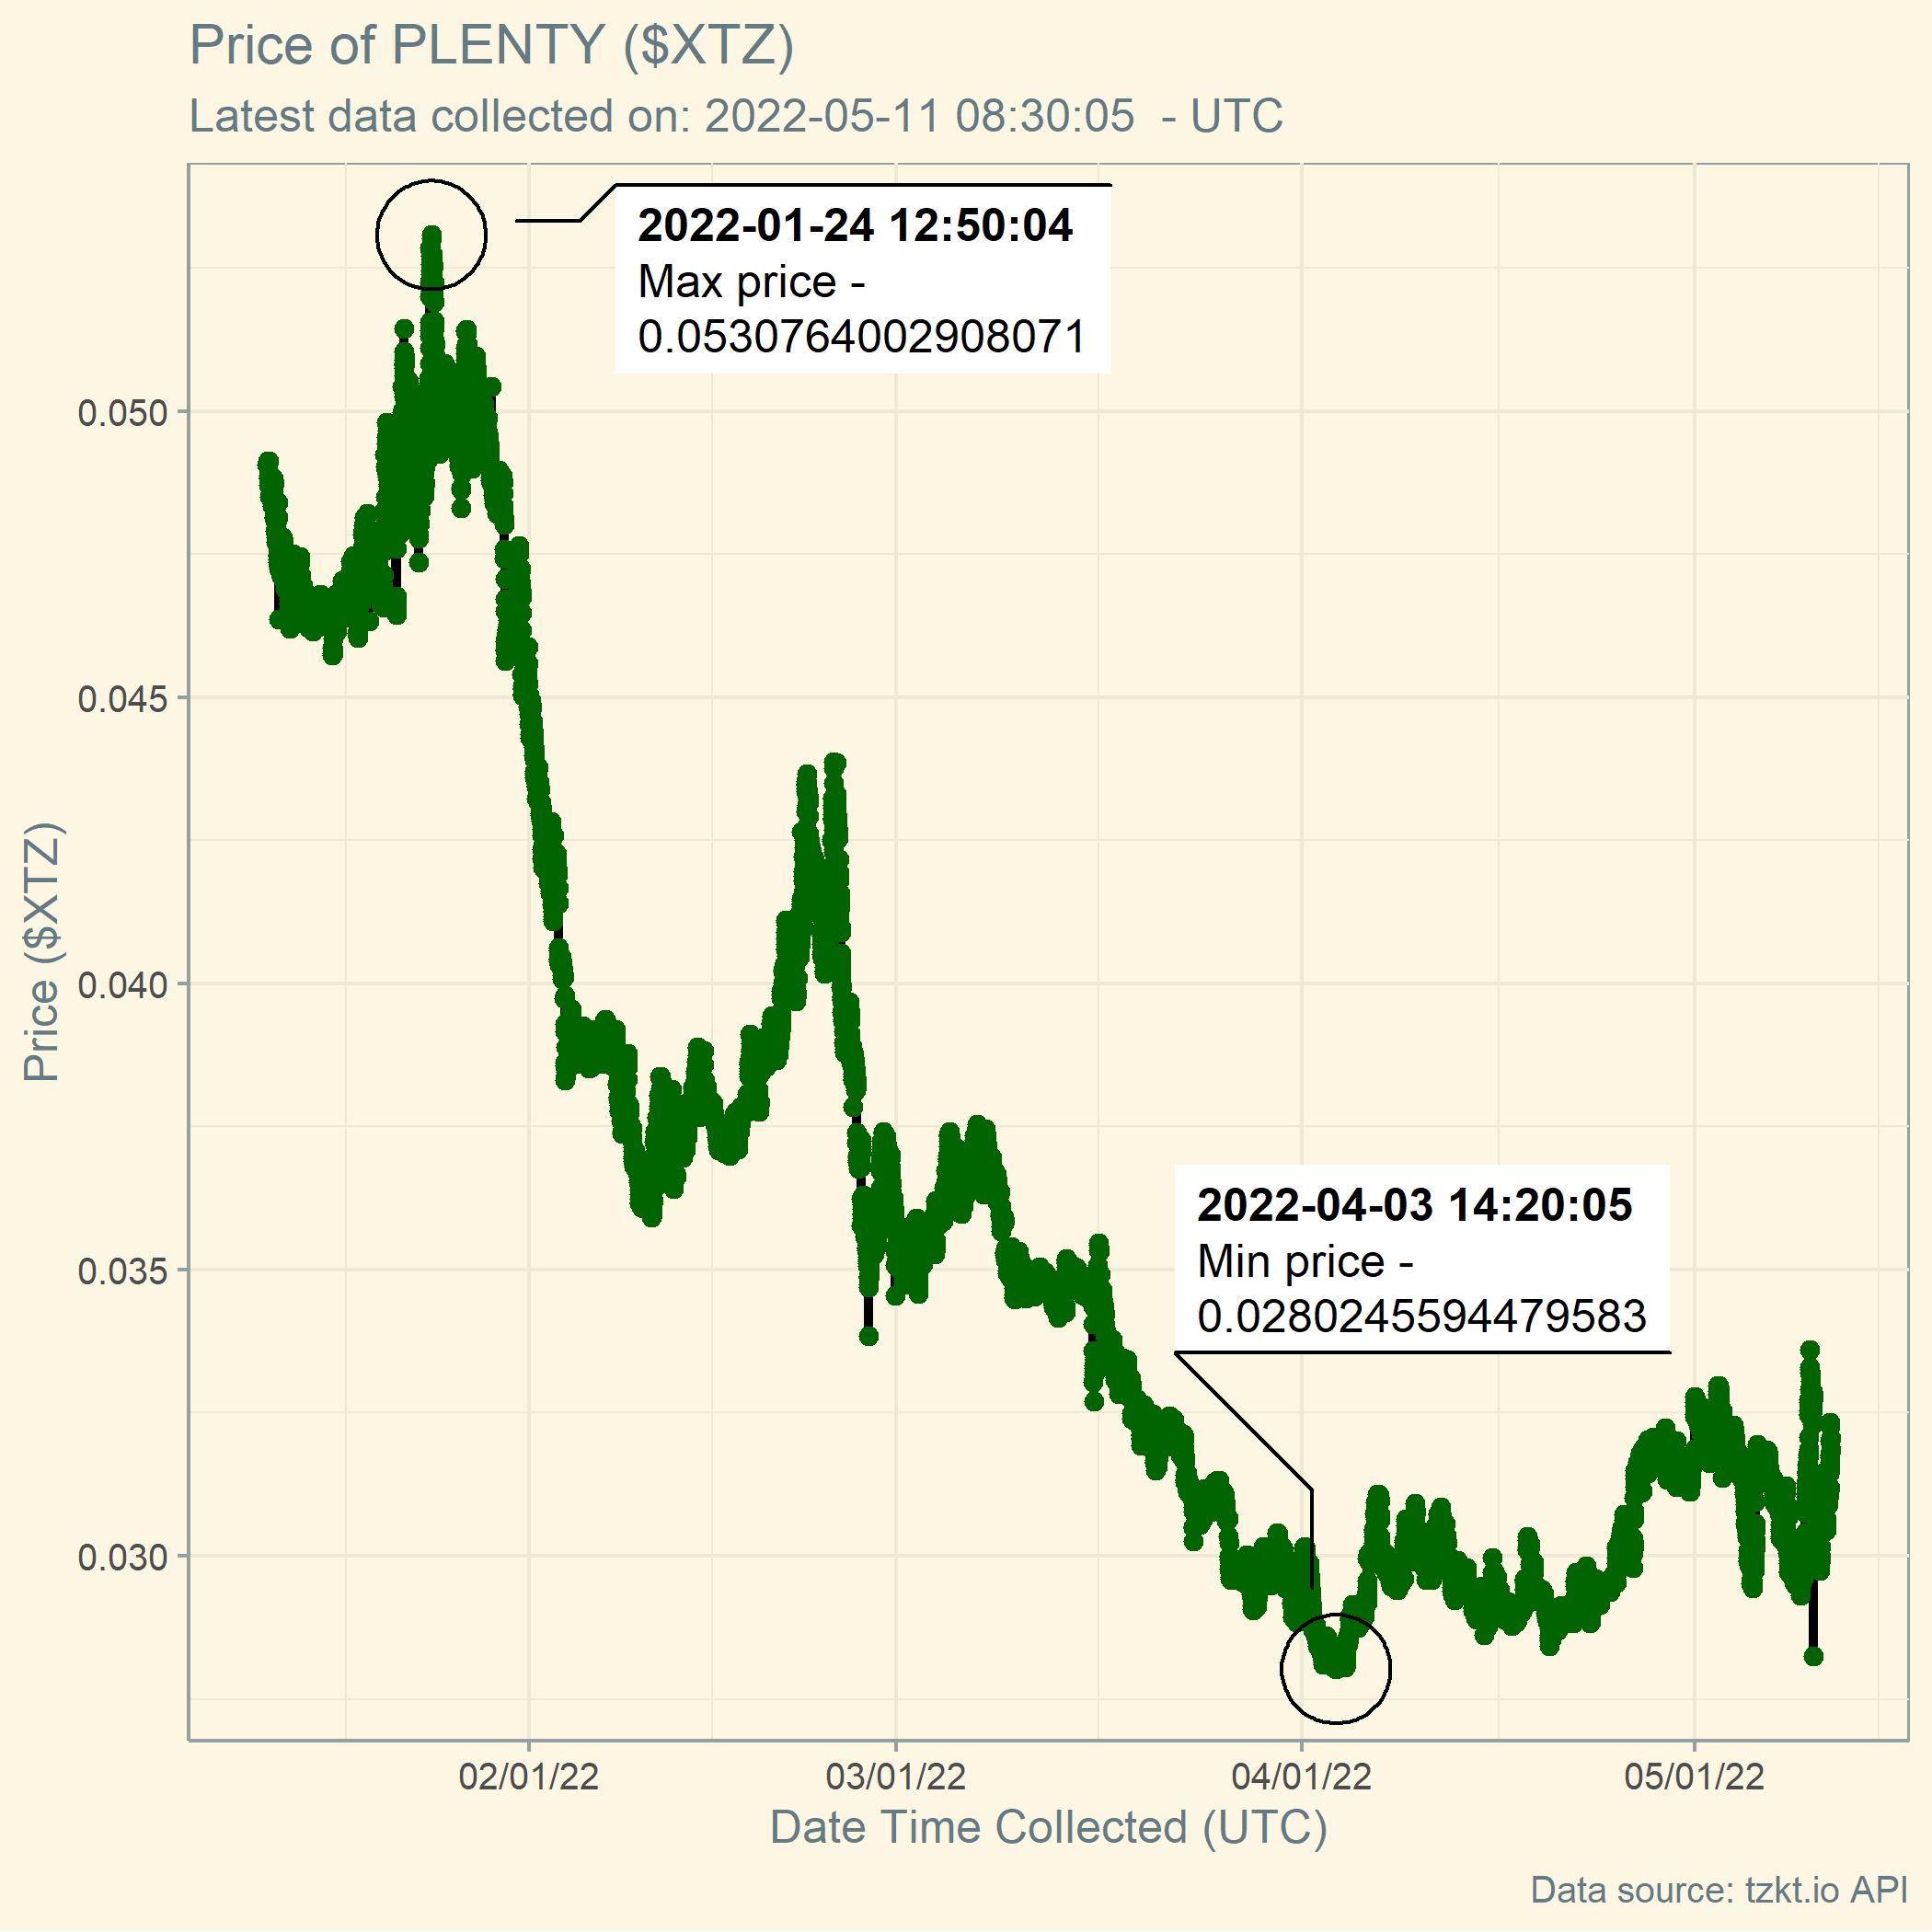 Price of PLENTY ($XTZ)
Latest data collected on: 2022-05-11 08:30:05  - UTC
2022-01-24 12:50:04
Max price -
0.0530764002908071
0.050
0.045
0.040
0.035
0.030
Price ($XTZ)
2022-04-03 14:20:05
Min price -
0.0280245594479583
02/01/22
03/01/22
04/01/22
05/01/22
Date Time Collected (UTC)
Data source: tzkt.io API